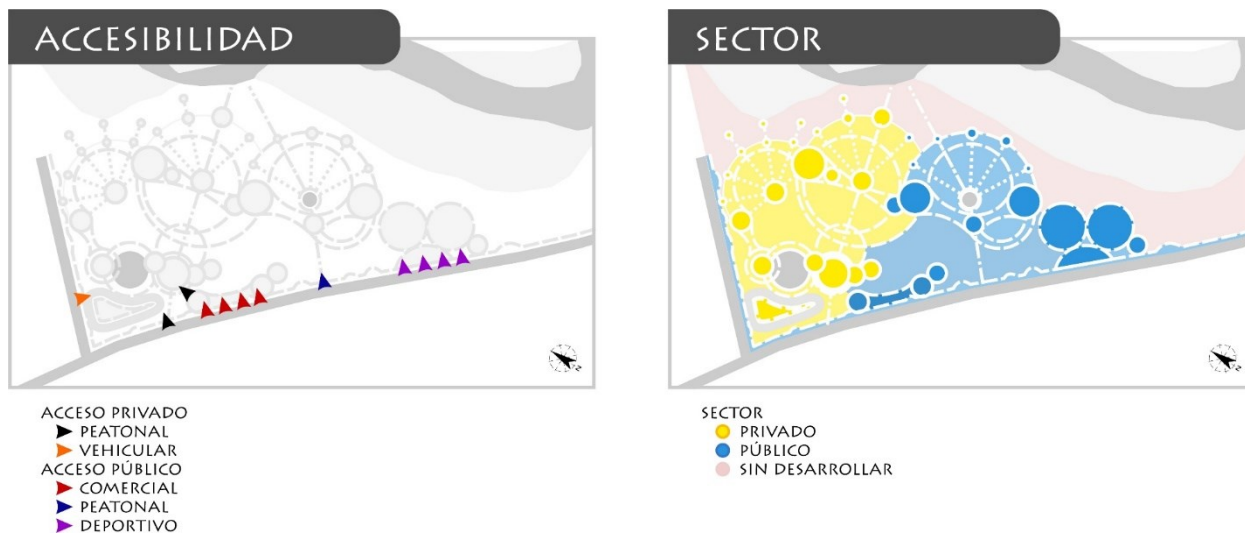 ACCESIBILIDAD
ACCESO PRIVADO
PEATONAL
VEHICULAR
ACCESO PÚBLICO
COMERCIAL
PEATONAL
DEPORTIVO
SECTOR
SECTOR
PRIVADO
PÚBLICO
SIN DESARROLLAR